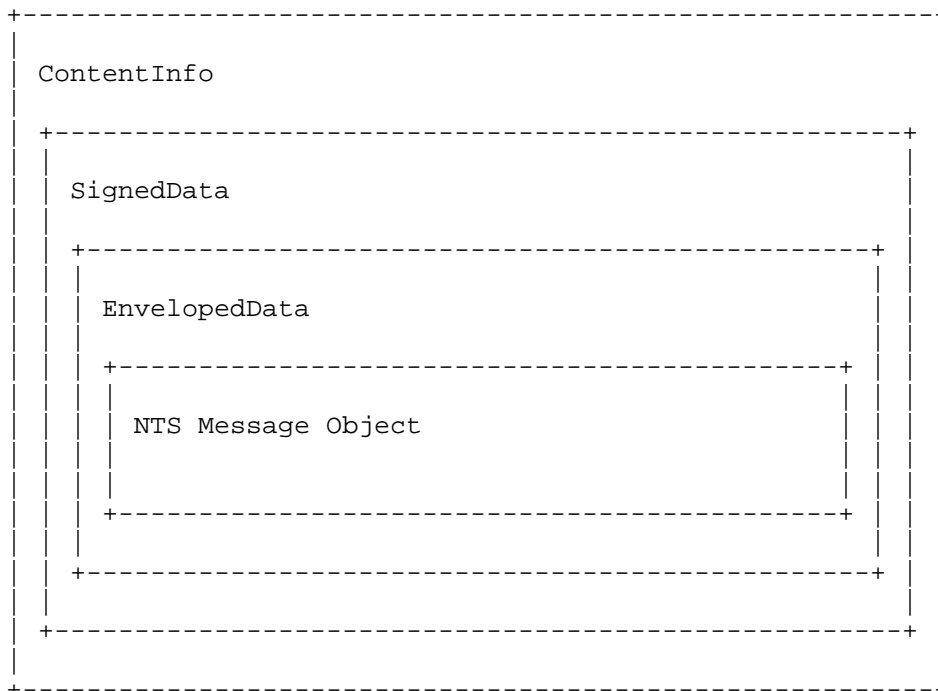 ContentInfo
SignedData
EnvelopedData
NTS Message Object